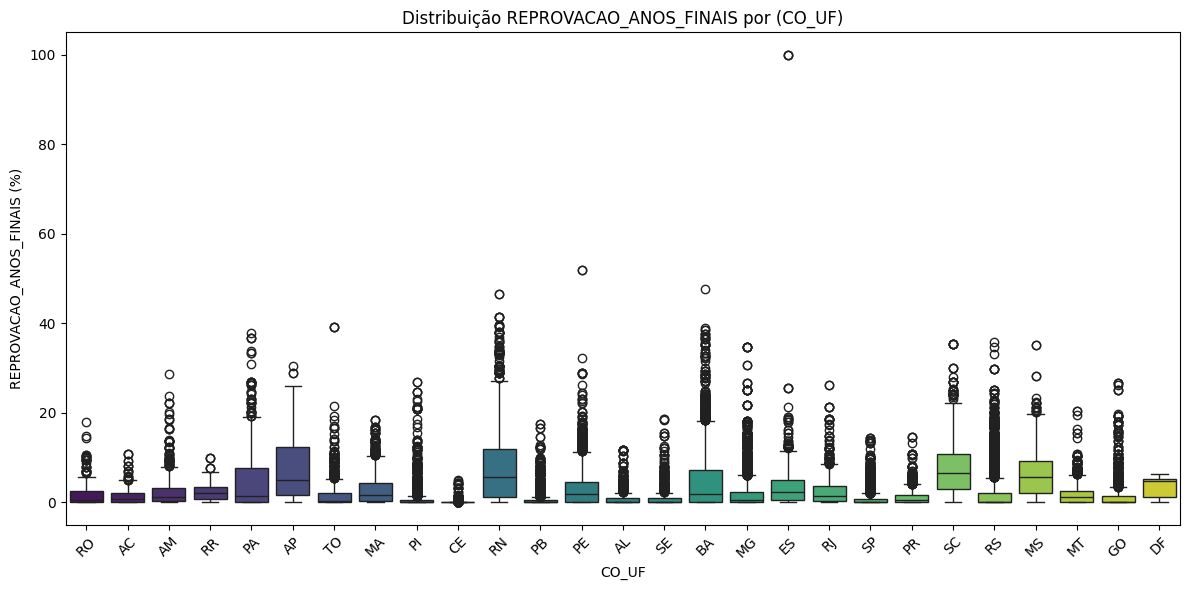 Distribuição REPROVACAO_ANOS_FINAIS por (CO_UF)
REPROVACAO_ANOS_FINAIS (%)
100
80
60
40
20
0
RO AC AM RR PA AP TO MA PI CE RN PB PE AL SE BA MG ES RJ SP PR SC RS MS MT GO DF
CO_UF